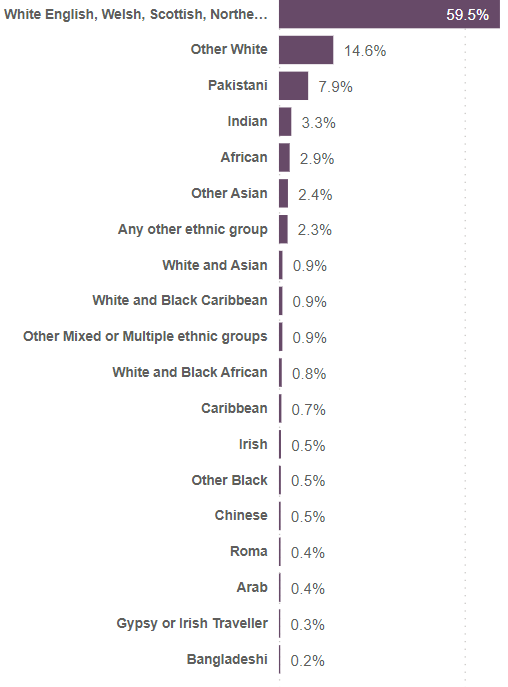 White English, Welsh, Scottish, Northe… 59.5%
Other White 14.6%
Pakistani 7.9%
Indian 3.3%
African 2.9%
Other Asian 2.4%
Any other ethnic group 2.3%
White and Asian 0.9%
White and Black Caribbean 0.9%
Other Mixed or Multiple ethnic groups 0.9%
White and Black African 0.8%
Caribbean 0.7%
Irish 0.5%
Other Black 0.5%
Chinese 0.5%
Roma 0.4%
Arab 0.4%
Gypsy or Irish Traveller 0.3%
Bangladeshi 0.2%